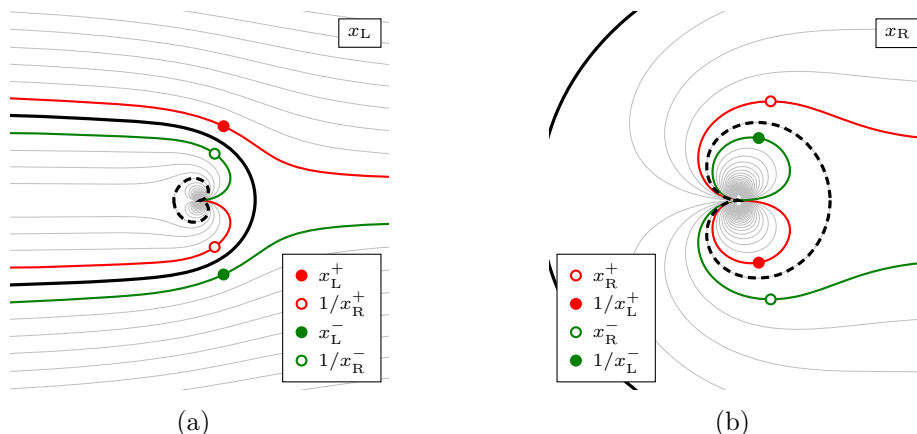 x_L
x_L^+
1/x_R^+
x_L^-
1/x_R^-
(a)
x_R
x_R^+
1/x_L^+
x_R^-
1/x_L^-
(b)